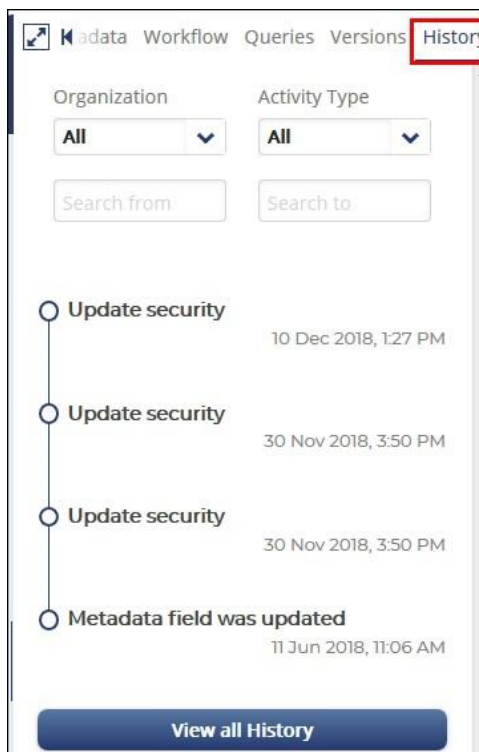 adata Workflow Queries Versions History
Organization Activity Type
All All
Search from Search to
Update security
10 Dec 2018, 1:27 PM
Update security
30 Nov 2018, 3:50 PM
Update security
30 Nov 2018, 3:50 PM
Metadata field was updated
11 Jun 2018, 11:06 AM
View all History